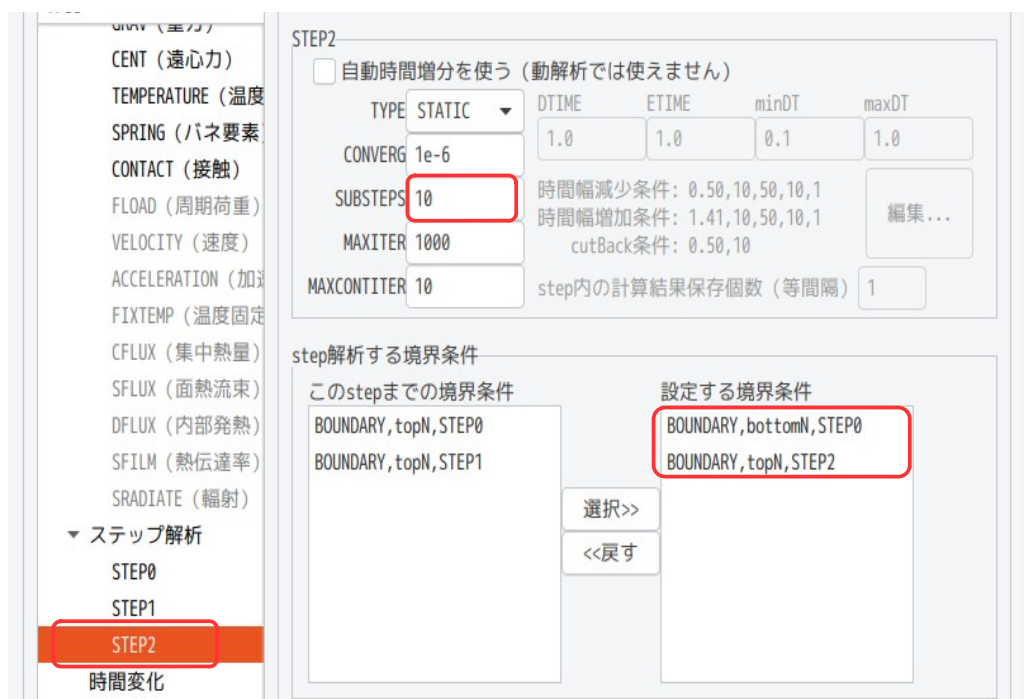 GRAV (重力)
CENT (遠心力)
TEMPERATURE (温度
SPRING (バネ要素
CONTACT (接触)
FLOAD (周期荷重)
VELOCITY (速度)
ACCELERATION (加速
FIXTEMP (温度固定
CFLUX (集中熱量)
SFLUX (面熱流束)
DFLUX (内部発熱)
SFILM (熱伝達率)
SRADIATE (輻射)
ステップ解析
STEP0
STEP1
STEP2
時間変化
STEP2
自動時間増分を使う (動解析では使えません)
TYPE STATIC
CONVERG 1e-6
SUBSTEPS 10
MAXITER 1000
MAXCONTITER 10
DTIME ETIME minDT maxDT
1.0 1.0 0.1 1.0
時間幅減少条件: 0.50,10,50,10,1
時間幅増加条件: 1.41,10,50,10,1
cutBack条件: 0.50,10
編集...
step内の計算結果保存個数 (等間隔) 1
step解析する境界条件
このstepまでの境界条件
BOUNDARY,topN,STEP0
BOUNDARY,topN,STEP1
選択>>
<<戻す
設定する境界条件
BOUNDARY,bottomN,STEP0
BOUNDARY,topN,STEP2